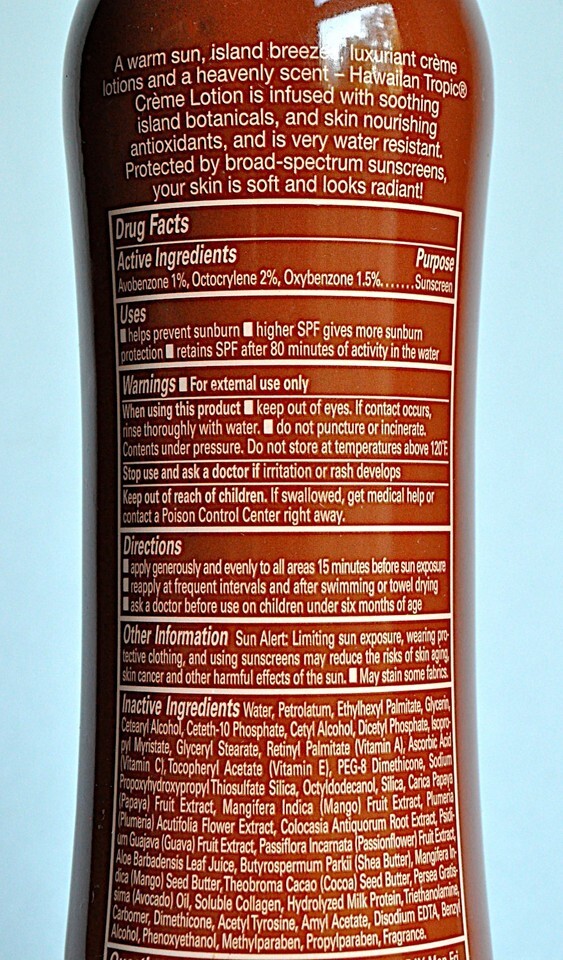 A warm sun, island breezes, luxuriant crème
lotions and a heavenly scent – Hawaiian Tropic®
Crème Lotion is infused with soothing
island botanicals, and skin nourishing
antioxidants, and is very water resistant.
Protected by broad-spectrum sunscreens,
your skin is soft and looks radiant!
Drug Facts
Active Ingredients Purpose
Avobenzone 1%, Octocrylene 2%, Oxybenzone 1.5%.......Sunscreen
Uses
■ helps prevent sunburn ■ higher SPF gives more sunburn
protection ■ retains SPF after 80 minutes of activity in the water
Warnings ■ For external use only
When using this product ■ keep out of eyes. If contact occurs,
rinse thoroughly with water. ■ do not puncture or incinerate.
Contents under pressure. Do not store at temperatures above 120°F.
Stop use and ask a doctor if irritation or rash develops
Keep out of reach of children. If swallowed, get medical help or
contact a Poison Control Center right away.
Directions
■ apply generously and evenly to all areas 15 minutes before sun exposure
■ reapply at frequent intervals and after swimming or towel drying
■ ask a doctor before use on children under six months of age
Other Information Sun Alert: Limiting sun exposure, wearing pro-
tective clothing, and using sunscreens may reduce the risks of skin aging,
skin cancer and other harmful effects of the sun. ■ May stain some fabrics.
Inactive Ingredients Water, Petrolatum, Ethylhexyl Palmitate, Glycerin,
Cetearyl Alcohol, Ceteth-10 Phosphate, Cetyl Alcohol, Dicetyl Phosphate, Isopro-
pyl Myristate, Glyceryl Stearate, Retinyl Palmitate (Vitamin A), Ascorbic Acid
(Vitamin C), Tocopheryl Acetate (Vitamin E), PEG-8 Dimethicone, Sodium
Propoxyhydroxypropyl Thiosulfate Silica, Octyldodecanol, Silica, Carica Papaya
(Papaya) Fruit Extract, Mangifera Indica (Mango) Fruit Extract, Plumeria
(Plumeria) Acutifolia Flower Extract, Colocasia Antiquorum Root Extract, Psidi-
um Guajava (Guava) Fruit Extract, Passiflora Incarnata (Passionflower) Fruit Extract,
Aloe Barbadensis Leaf Juice, Butyrospermum Parkii (Shea Butter), Mangifera In-
dica (Mango) Seed Butter, Theobroma Cacao (Cocoa) Seed Butter, Persea Gratis-
sima (Avocado) Oil, Soluble Collagen, Hydrolyzed Milk Protein, Triethanolamine,
Carbomer, Dimethicone, Acetyl Tyrosine, Amyl Acetate, Disodium EDTA, Benzyl
Alcohol, Phenoxyethanol, Methylparaben, Propylparaben, Fragrance.